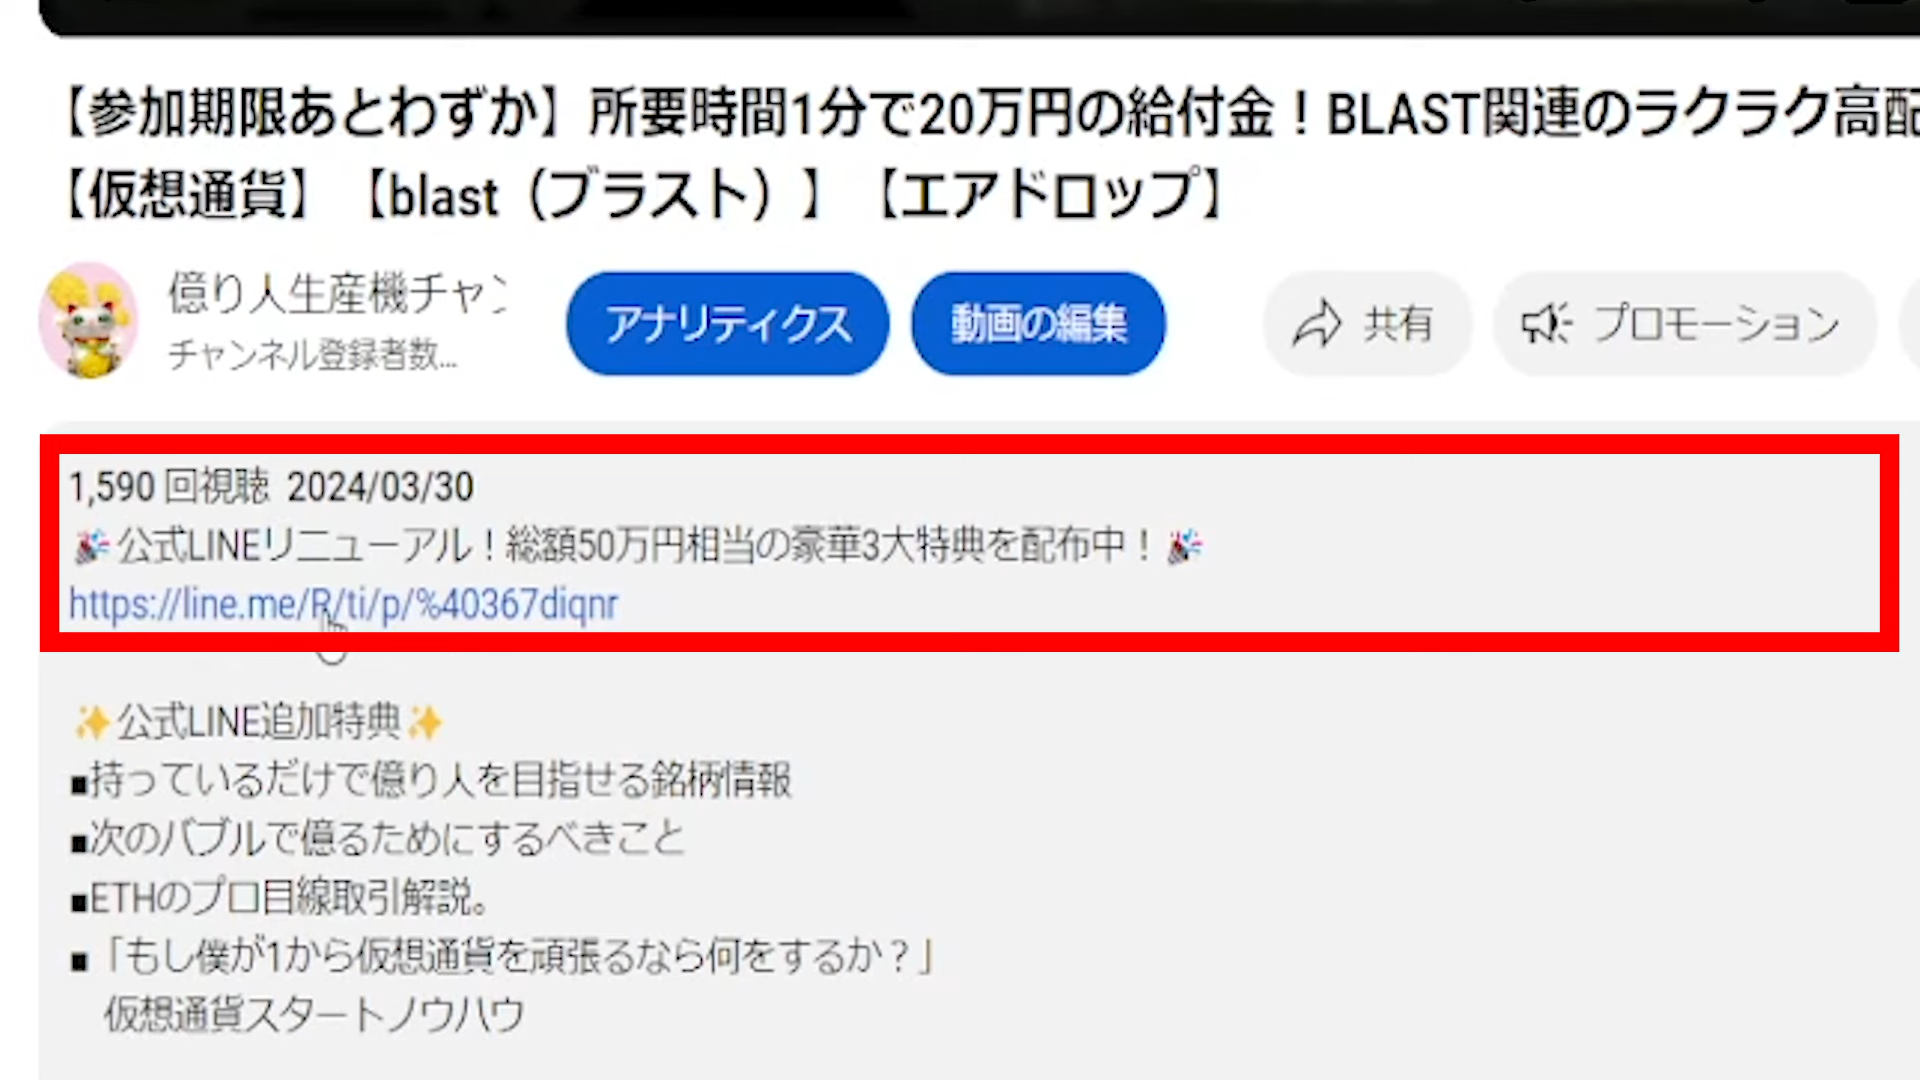 【参加期限あとわずか】所要時間1分で20万円の給付金！BLAST関連のラクラク高配
【仮想通貨】【blast（ブラスト）】【エアドロップ】
億り人生産機チャン
チャンネル登録者数...
アナリティクス
動画の編集
共有
プロモーション
1,590 回視聴 2024/03/30
🎉公式LINEリニューアル！総額50万円相当の豪華3大特典を配布中！🎉
https://line.me/R/ti/p/%40367diqnr
✨公式LINE追加特典✨
■持っているだけで億り人を目指せる銘柄情報
■次のバブルで億るためにするべきこと
■ETHのプロ目線取引解説。
■「もし僕が1から仮想通貨を頑張るなら何をするか？」
仮想通貨スタートノウハウ